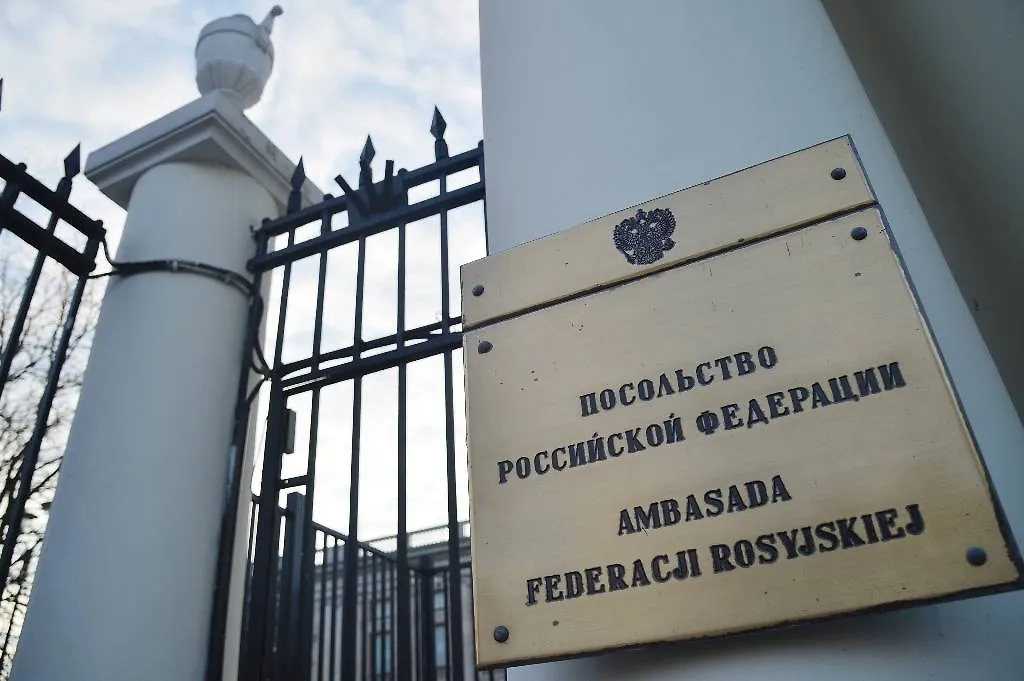 ПОСОЛЬСТВО
РОССИЙСКОЙ ФЕДЕРАЦИИ
AMBASADA
FEDERACJI ROSYJSKIEJ